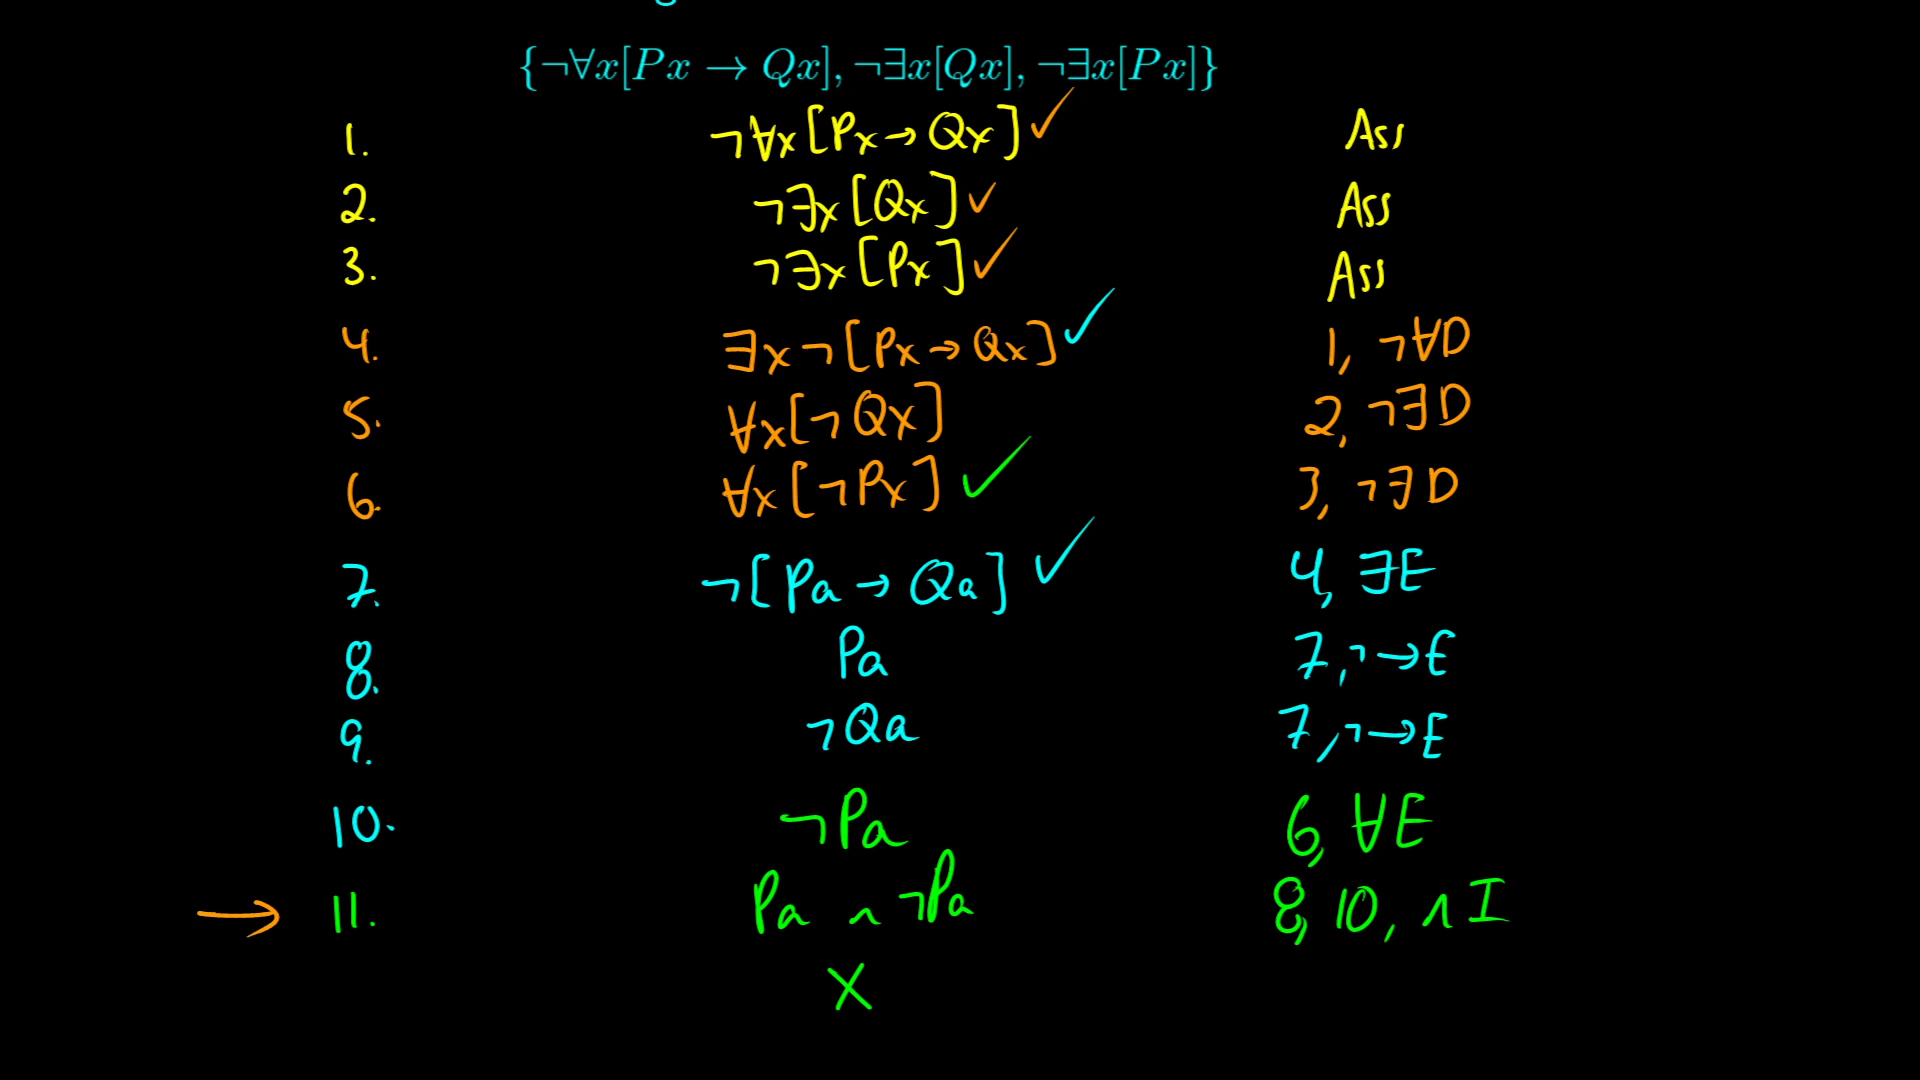 {¬∀x[Px → Qx], ¬∃x[Qx], ¬∃x[Px]}
1. ¬∀x[Px → Qx] ✓ Ass
2. ¬∃x[Qx] ✓ Ass
3. ¬∃x[Px] ✓ Ass
4. ∃x¬[Px → Qx] ✓ 1, ¬∀D
5. ∀x[¬Qx] 2, ¬∃D
6. ∀x[¬Px] ✓ 3, ¬∃D
7. ¬[Pa → Qa] ✓ 4, ∃E
8. Pa 7, ¬→E
9. ¬Qa 7, ¬→E
10. ¬Pa 6, ∀E
→ 11. Pa ∧ ¬Pa 8, 10, ∧I
X